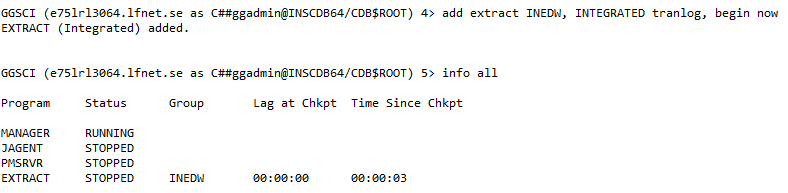 GGSCI (e75lrl3064.lfnet.se as C##ggadmin@INSCDB64/CDB$ROOT) 4> add extract INEDW, INTEGRATED tranlog, begin now
EXTRACT (Integrated) added.
GGSCI (e75lrl3064.lfnet.se as C##ggadmin@INSCDB64/CDB$ROOT) 5> info all
Program     Status      Group       Lag at Chkpt  Time Since Chkpt
MANAGER     RUNNING
JAGENT      STOPPED
PMSRVR      STOPPED
EXTRACT     STOPPED     INEDW       00:00:00      00:00:03